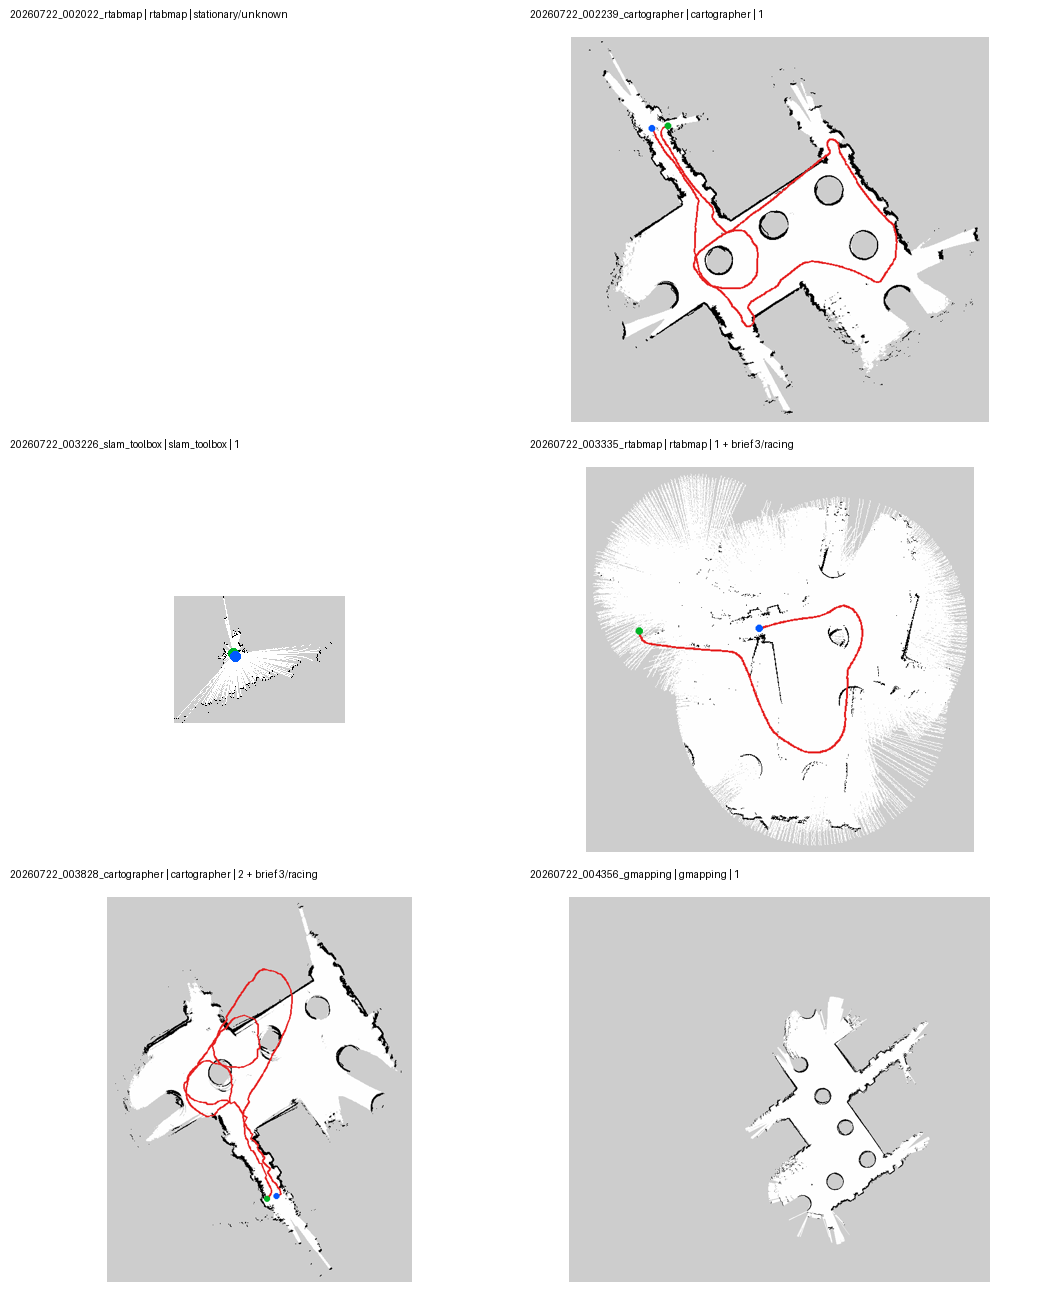 20260722_002022_rtabmap | rtabmap | stationary/unknown
20260722_002239_cartographer | cartographer | 1
20260722_003226_slam_toolbox | slam_toolbox | 1
20260722_003335_rtabmap | rtabmap | 1 + brief 3/racing
20260722_003828_cartographer | cartographer | 2 + brief 3/racing
20260722_004356_gmapping | gmapping | 1